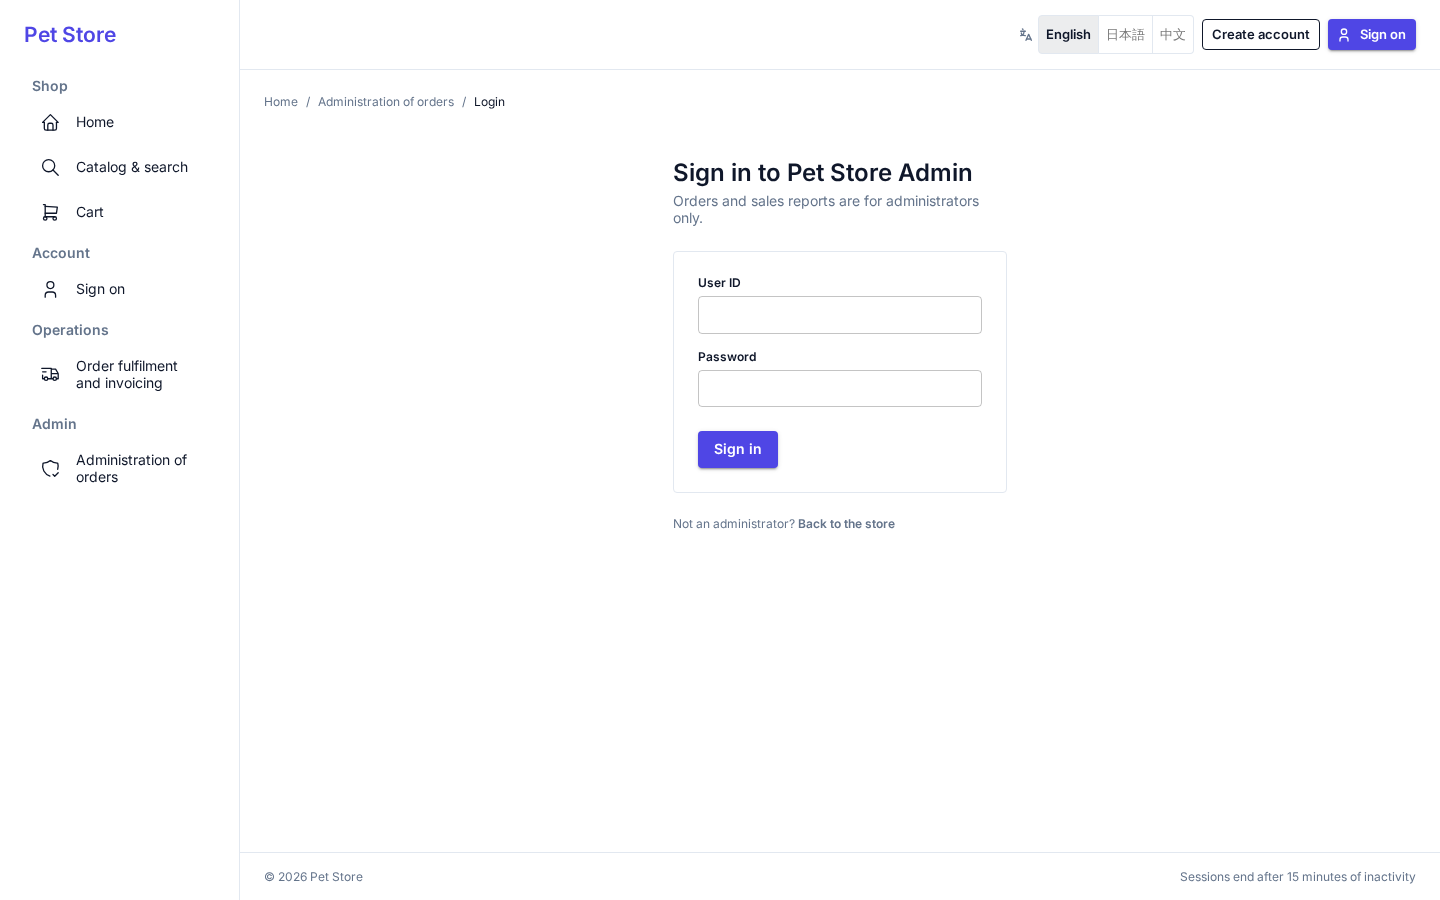 Pet Store
English
日本語
中文
Create account
Sign on
Shop
Home
Catalog & search
Cart
Account
Sign on
Operations
Order fulfilment
and invoicing
Admin
Administration of
orders
Home / Administration of orders / Login
Sign in to Pet Store Admin
Orders and sales reports are for administrators
only.
User ID
Password
Sign in
Not an administrator? Back to the store
© 2026 Pet Store
Sessions end after 15 minutes of inactivity